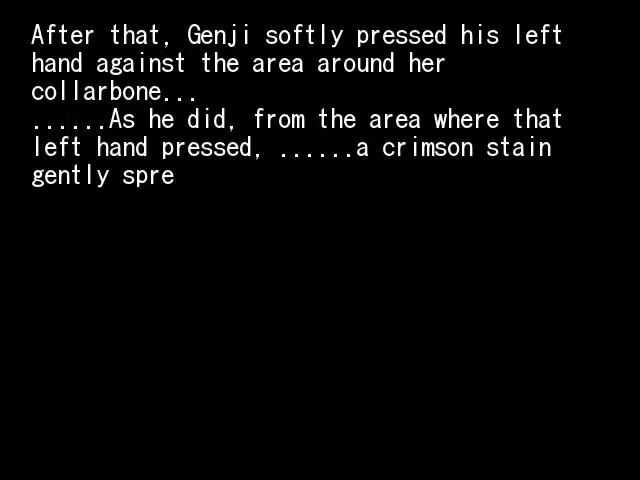 After that, Genji softly pressed his left
hand against the area around her
collarbone...
......As he did, from the area where that
left hand pressed, ......a crimson stain
gently spre